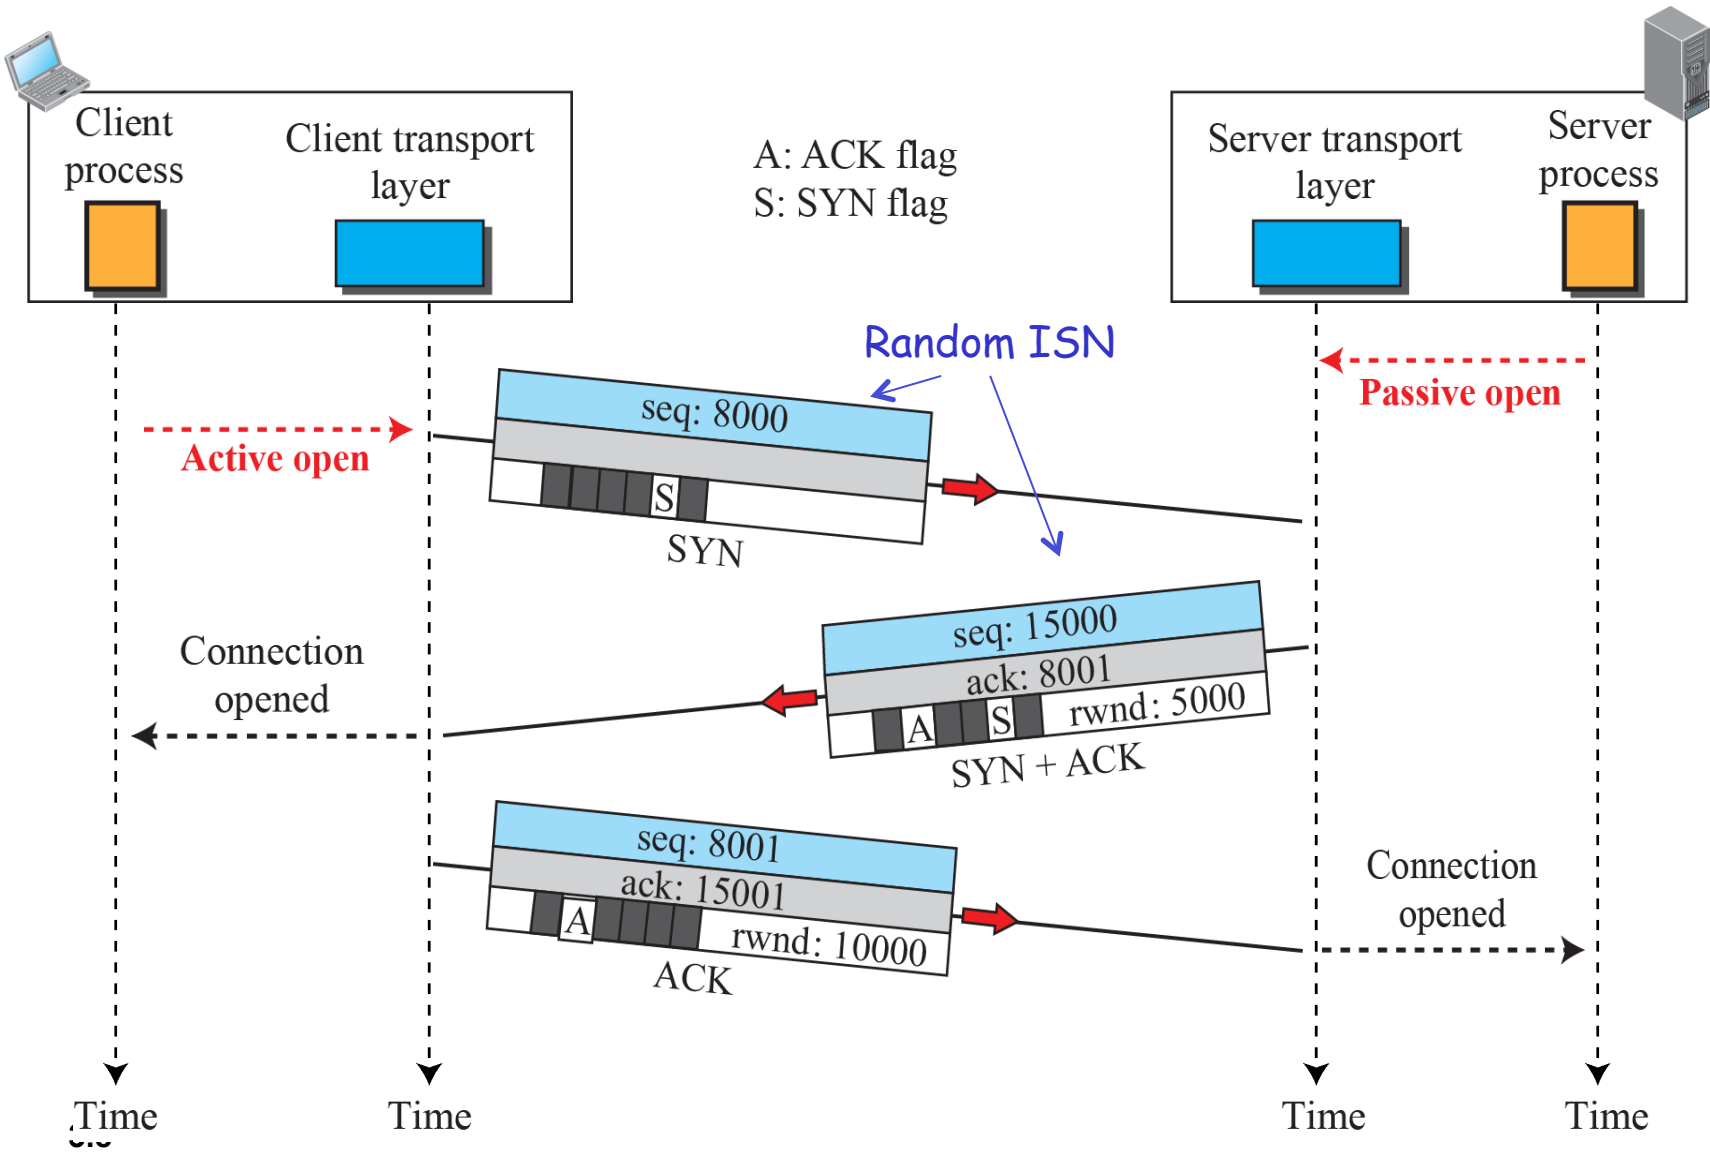 Client
process
Client transport
layer
A: ACK flag
S: SYN flag
Server transport
layer
Server
process
Random ISN
Passive open
Active open
seq: 8000
S
SYN
Connection
opened
seq: 15000
ack: 8001
A
S
rwnd: 5000
SYN + ACK
seq: 8001
ack: 15001
A
rwnd: 10000
ACK
Connection
opened
Time
Time
Time
Time